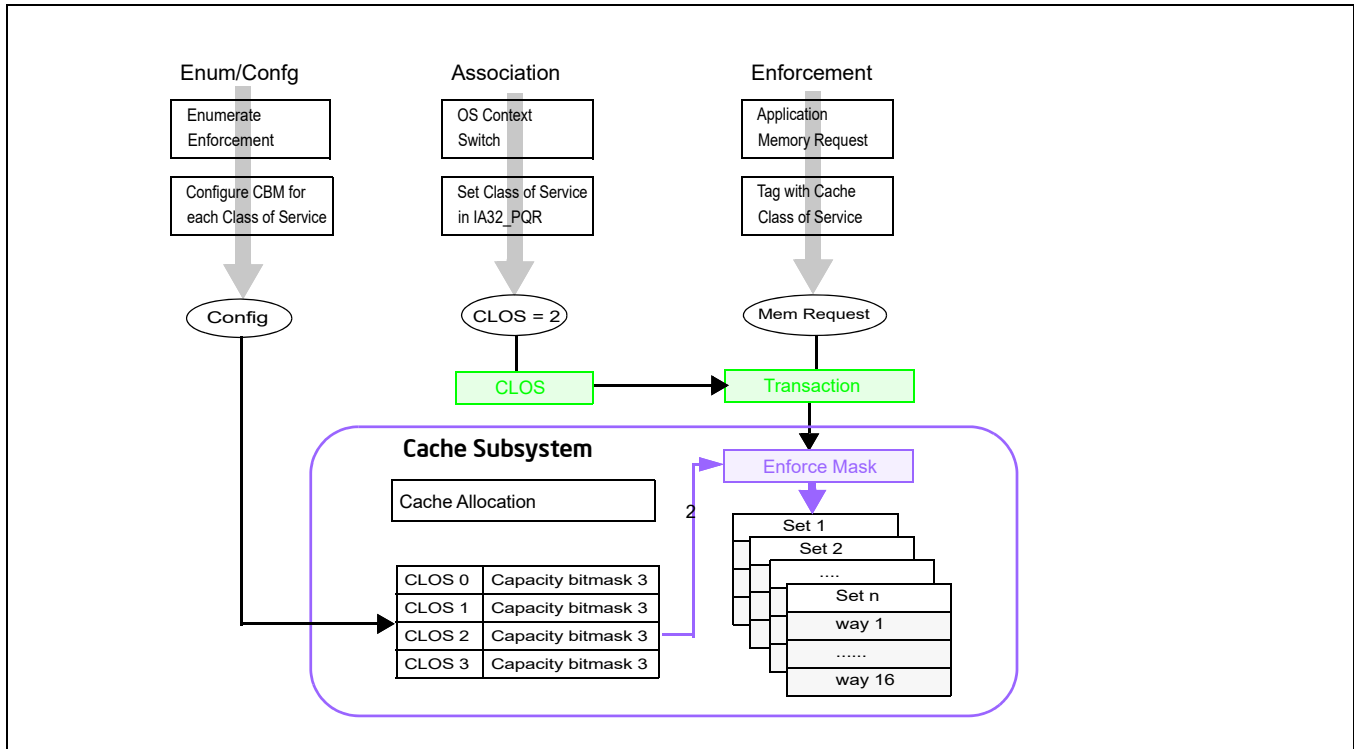 Enum/Confg
Association
Enforcement
Enumerate
Enforcement
OS Context
Switch
Application
Memory Request
Configure CBM for
each Class of Service
Set Class of Service
in IA32_PQR
Tag with Cache
Class of Service
Config
CLOS = 2
Mem Request
CLOS
Transaction
Cache Subsystem
Enforce Mask
Cache Allocation
2
Set 1
Set 2
....
Set n
way 1
......
way 16
CLOS 0 Capacity bitmask 3
CLOS 1 Capacity bitmask 3
CLOS 2 Capacity bitmask 3
CLOS 3 Capacity bitmask 3